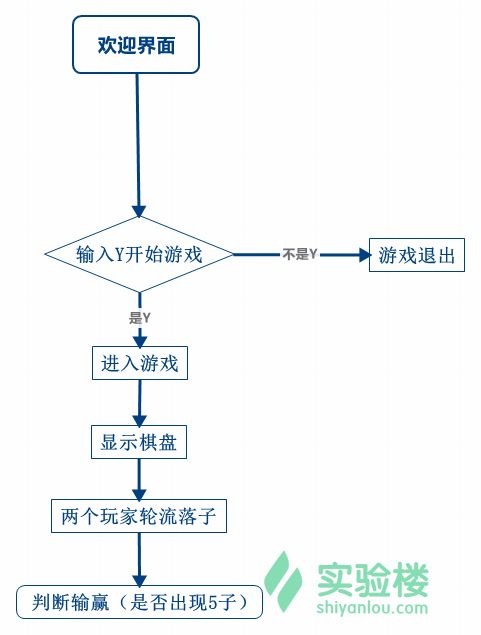 欢迎界面
输入Y开始游戏
不是Y
游戏退出
是Y
进入游戏
显示棋盘
两个玩家轮流落子
判断输赢（是否出现5子）
实验楼
shiyanlou.com